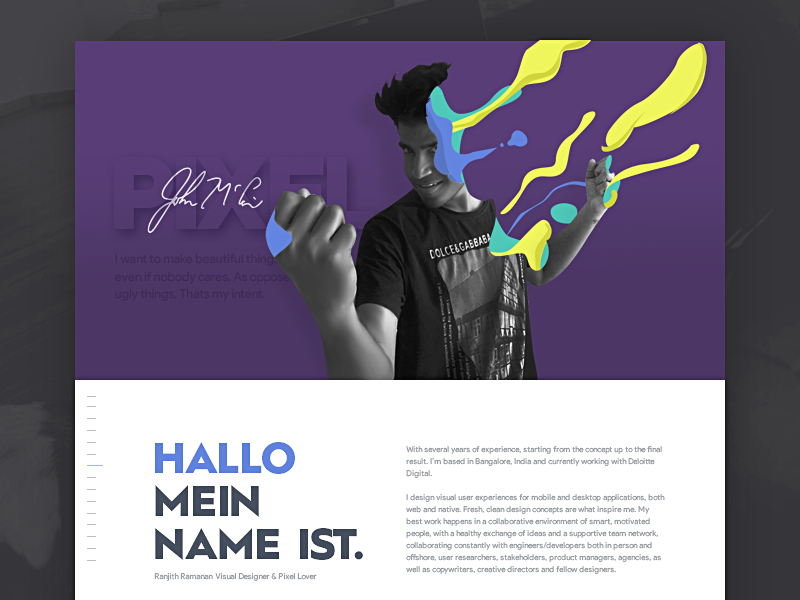 PIXEL
John McCi
I want to make beautiful thing
even if nobody cares. As oppose
ugly things. Thats my intent.
DOLCE&GABBABA
HALLO
MEIN
NAME IST.
Ranjith Ramanan Visual Designer & Pixel Lover
With several years of experience, starting from the concept up to the final
result. I'm based in Bangalore, India and currently working with Deloitte
Digital.
I design visual user experiences for mobile and desktop applications, both
web and native. Fresh, clean design concepts are what inspire me. My
best work happens in a collaborative environment of smart, motivated
people, with a healthy exchange of ideas and a supportive team network,
collaborating constantly with engineers/developers both in person and
offshore, user researchers, stakeholders, product managers, agencies, as
well as copywriters, creative directors and fellow designers.